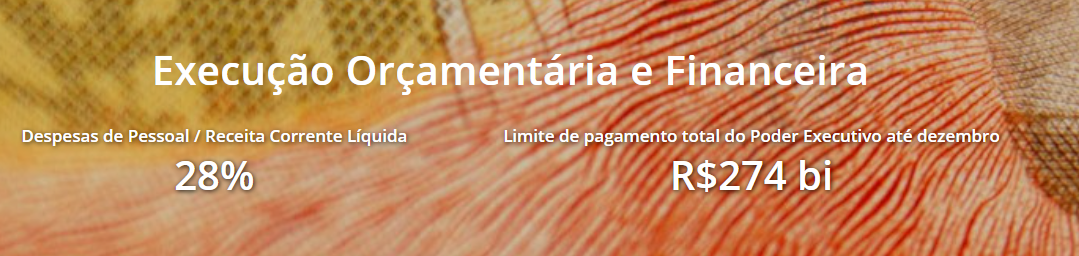 Execução Orçamentária e Financeira
Despesas de Pessoal / Receita Corrente Líquida
28%
Limite de pagamento total do Poder Executivo até dezembro
R$274 bi